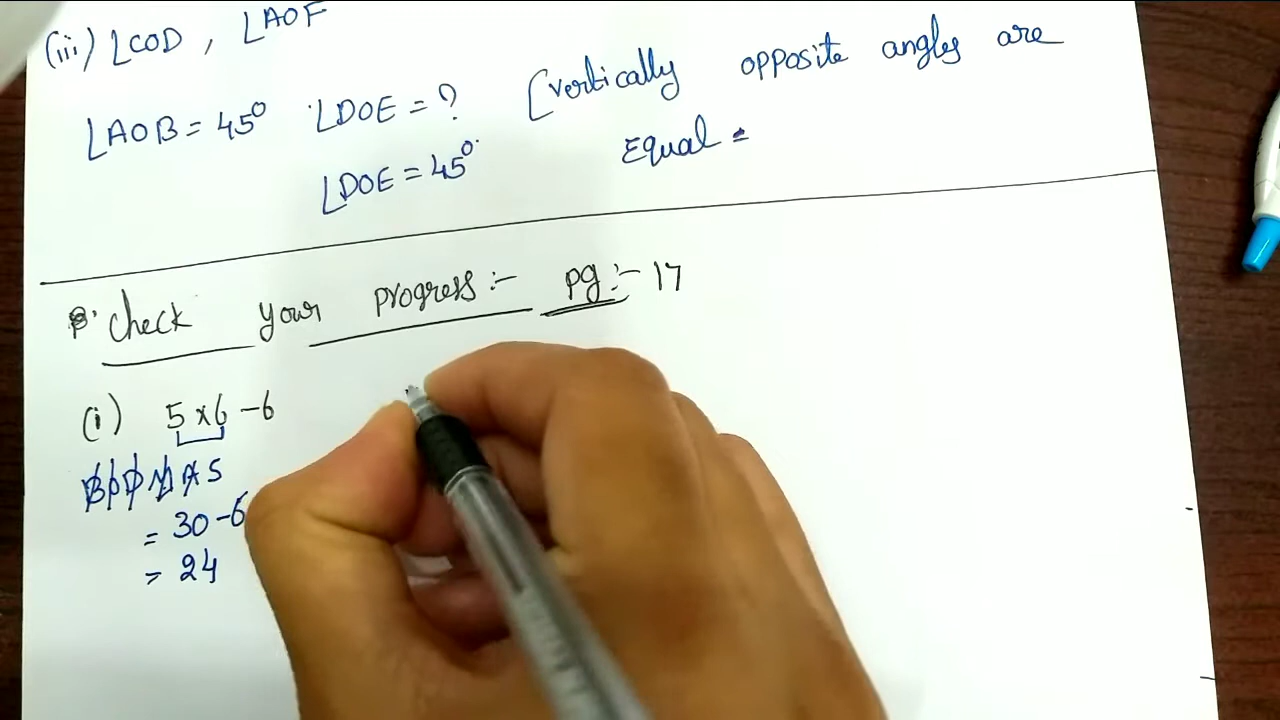 (iii) ∠COD , ∠AOF
∠AOB = 45° ∠DOE = ? [vertically opposite angles are
∠DOE = 45° Equal
check your progress :- pg :- 17
(i) 5 × 6 - 6
BODMAS
= 30 - 6
= 24